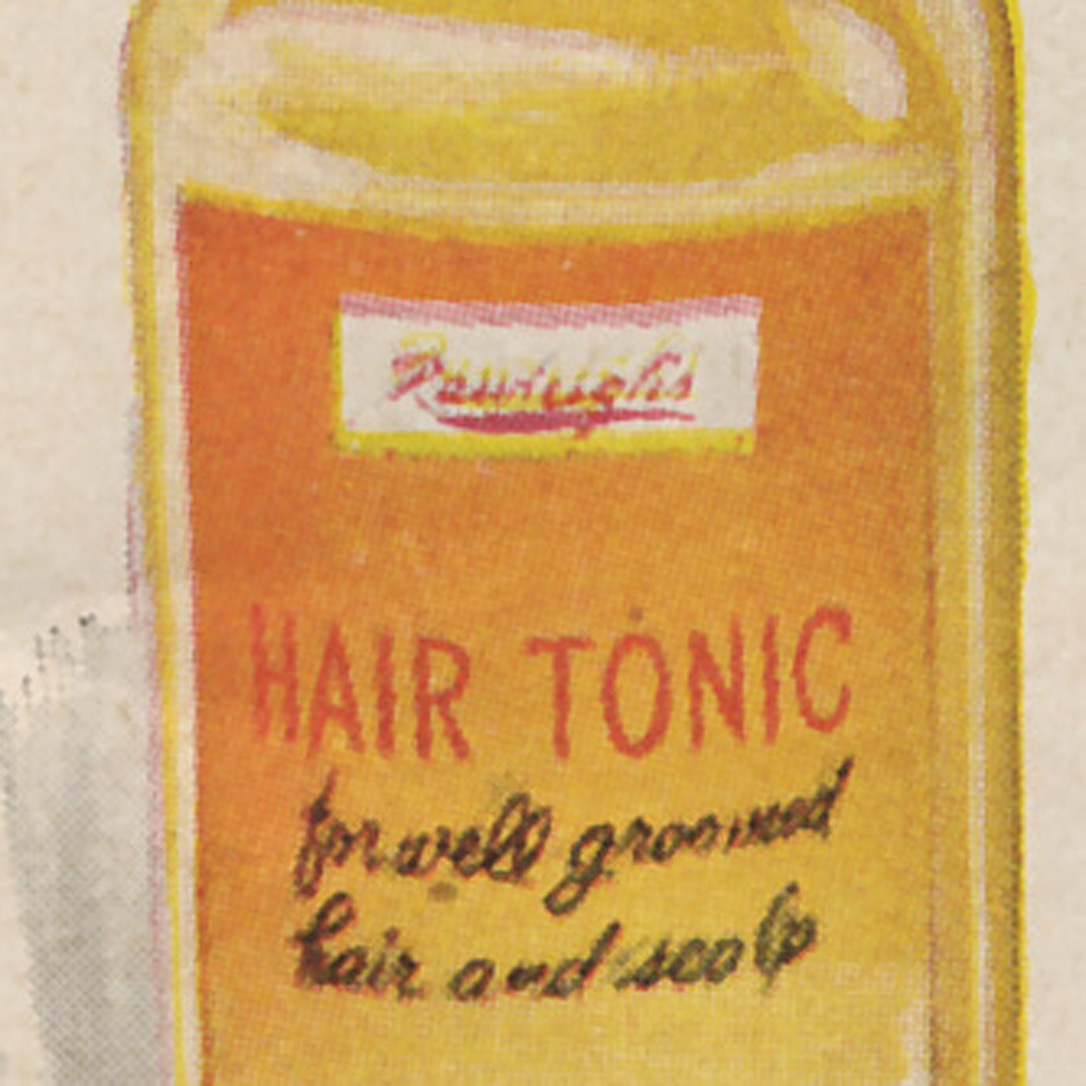 Rawleigh's
HAIR TONIC
for well groomed
hair and scalp